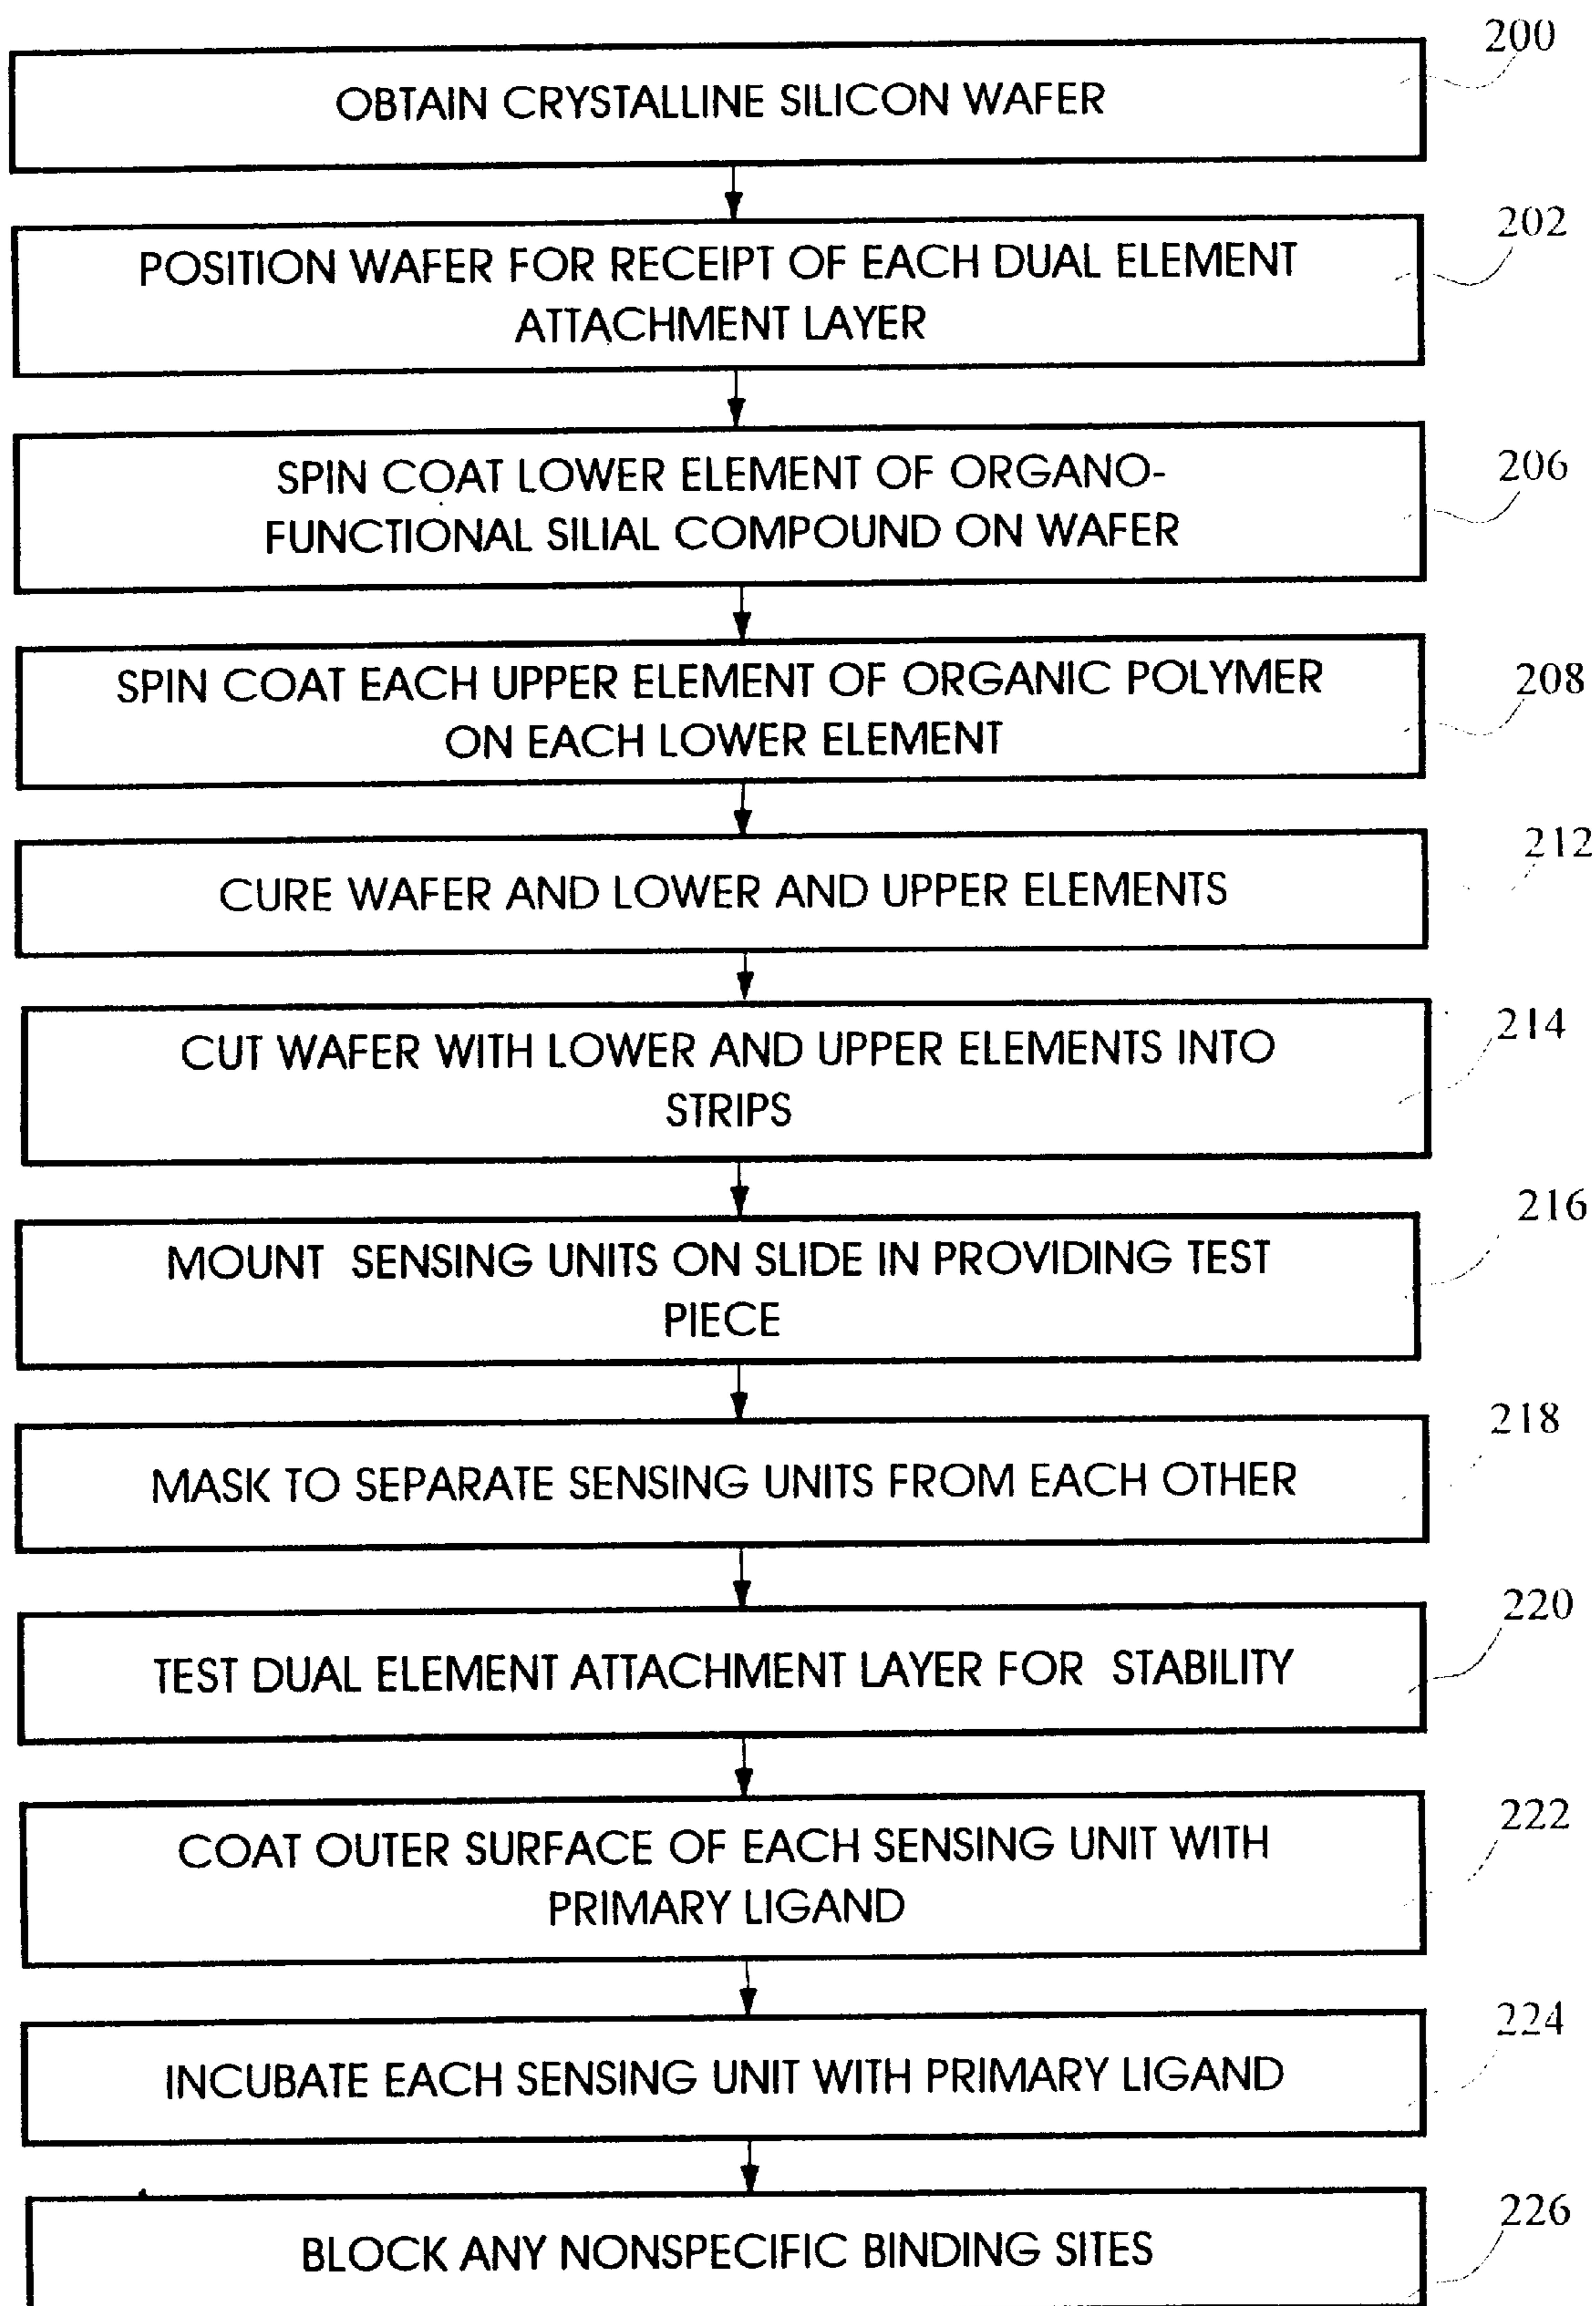 200
OBTAIN CRYSTALLINE SILICON WAFER
202
POSITION WAFER FOR RECEIPT OF EACH DUAL ELEMENT
ATTACHMENT LAYER
206
SPIN COAT LOWER ELEMENT OF ORGANO-
FUNCTIONAL SILIAL COMPOUND ON WAFER
208
SPIN COAT EACH UPPER ELEMENT OF ORGANIC POLYMER
ON EACH LOWER ELEMENT
212
CURE WAFER AND LOWER AND UPPER ELEMENTS
214
CUT WAFER WITH LOWER AND UPPER ELEMENTS INTO
STRIPS
216
MOUNT SENSING UNITS ON SLIDE IN PROVIDING TEST
PIECE
218
MASK TO SEPARATE SENSING UNITS FROM EACH OTHER
220
TEST DUAL ELEMENT ATTACHMENT LAYER FOR STABILITY
222
COAT OUTER SURFACE OF EACH SENSING UNIT WITH
PRIMARY LIGAND
224
INCUBATE EACH SENSING UNIT WITH PRIMARY LIGAND
226
BLOCK ANY NONSPECIFIC BINDING SITES